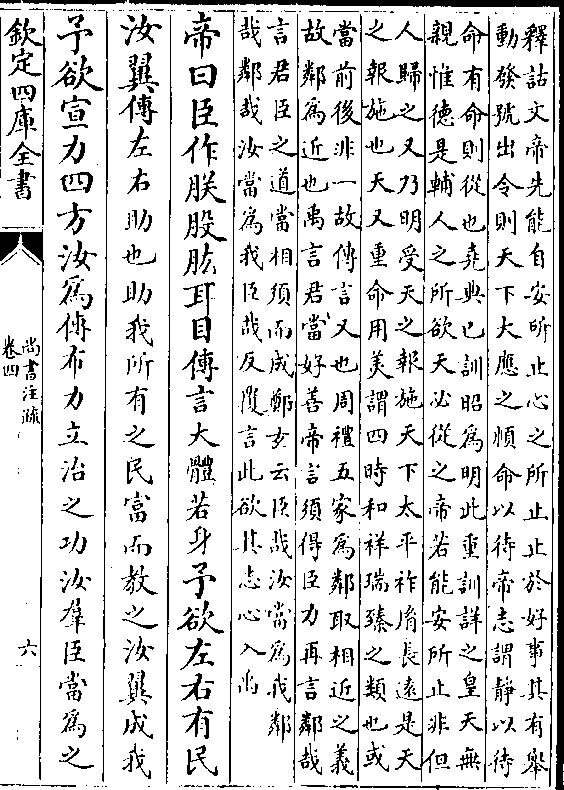 釋詁文帝先能自安所止心之所止止於好事其有舉
動發號出令則天下大應之順命以待帝志謂靜以待
命有命則從也堯典已訓昭為明此重訓詳之皇天無
親惟德是輔人之所欲天必從之帝若能安所止非但
人歸之又乃明受天之報施天下太平祚𦙍長遠是天
之報施也天又重命用美謂四時和祥瑞臻之類也或
當前後非一故傳言又也周禮五家為鄰取相近之義
故鄰為近也禹言君當好善帝言須得臣力再言鄰哉
言君臣之道當相須而成鄭玄云臣哉汝當為我鄰
哉鄰哉汝當為我臣哉反覆言此欲其志心入禹
帝曰臣作朕股肱耳目傳言大體若身予欲左右有民
汝翼傳左右助也助我所有之民富而教之汝翼成我
予欲宣力四方汝為傳布力立治之功汝羣臣當為之
欽定四庫全書
尚書注疏
卷四
六